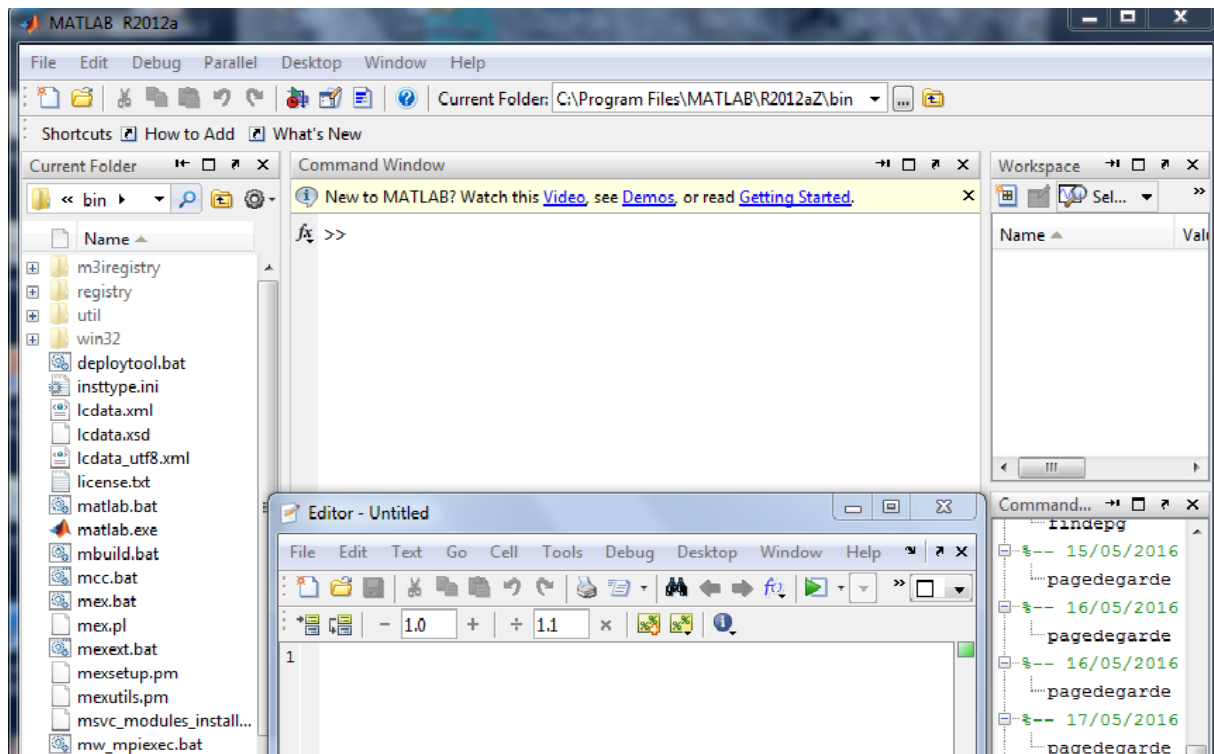 MATLAB R2012a
File Edit Debug Parallel Desktop Window Help
Current Folder: C:\Program Files\MATLAB\R2012aZ\bin
Shortcuts How to Add What's New
Current Folder
« bin
Name
m3iregistry
registry
util
win32
deploytool.bat
insttype.ini
lcdata.xml
lcdata.xsd
lcdata_utf8.xml
license.txt
matlab.bat
matlab.exe
mbuild.bat
mcc.bat
mex.bat
mex.pl
mexext.bat
mexsetup.pm
mexutils.pm
msvc_modules_install...
mw_mpiexec.bat
Command Window
New to MATLAB? Watch this Video, see Demos, or read Getting Started.
fx >>
Editor - Untitled
File Edit Text Go Cell Tools Debug Desktop Window Help
- 1.0 + ÷ 1.1 ×
1
Workspace
Sel...
Name
Command...
findepg
%-- 15/05/2016
pagedegarde
%-- 16/05/2016
pagedegarde
%-- 16/05/2016
pagedegarde
%-- 17/05/2016
pagedegarde